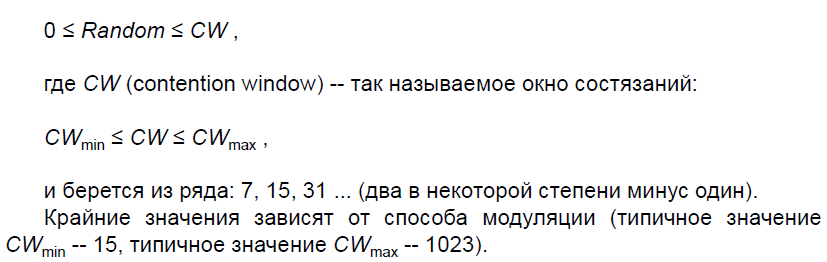 0 ≤ Random ≤ CW ,
где CW (contention window) -- так называемое окно состязаний:
CWmin ≤ CW ≤ CWmax ,
и берется из ряда: 7, 15, 31 ... (два в некоторой степени минус один).
Крайние значения зависят от способа модуляции (типичное значение
CWmin -- 15, типичное значение CWmax -- 1023).